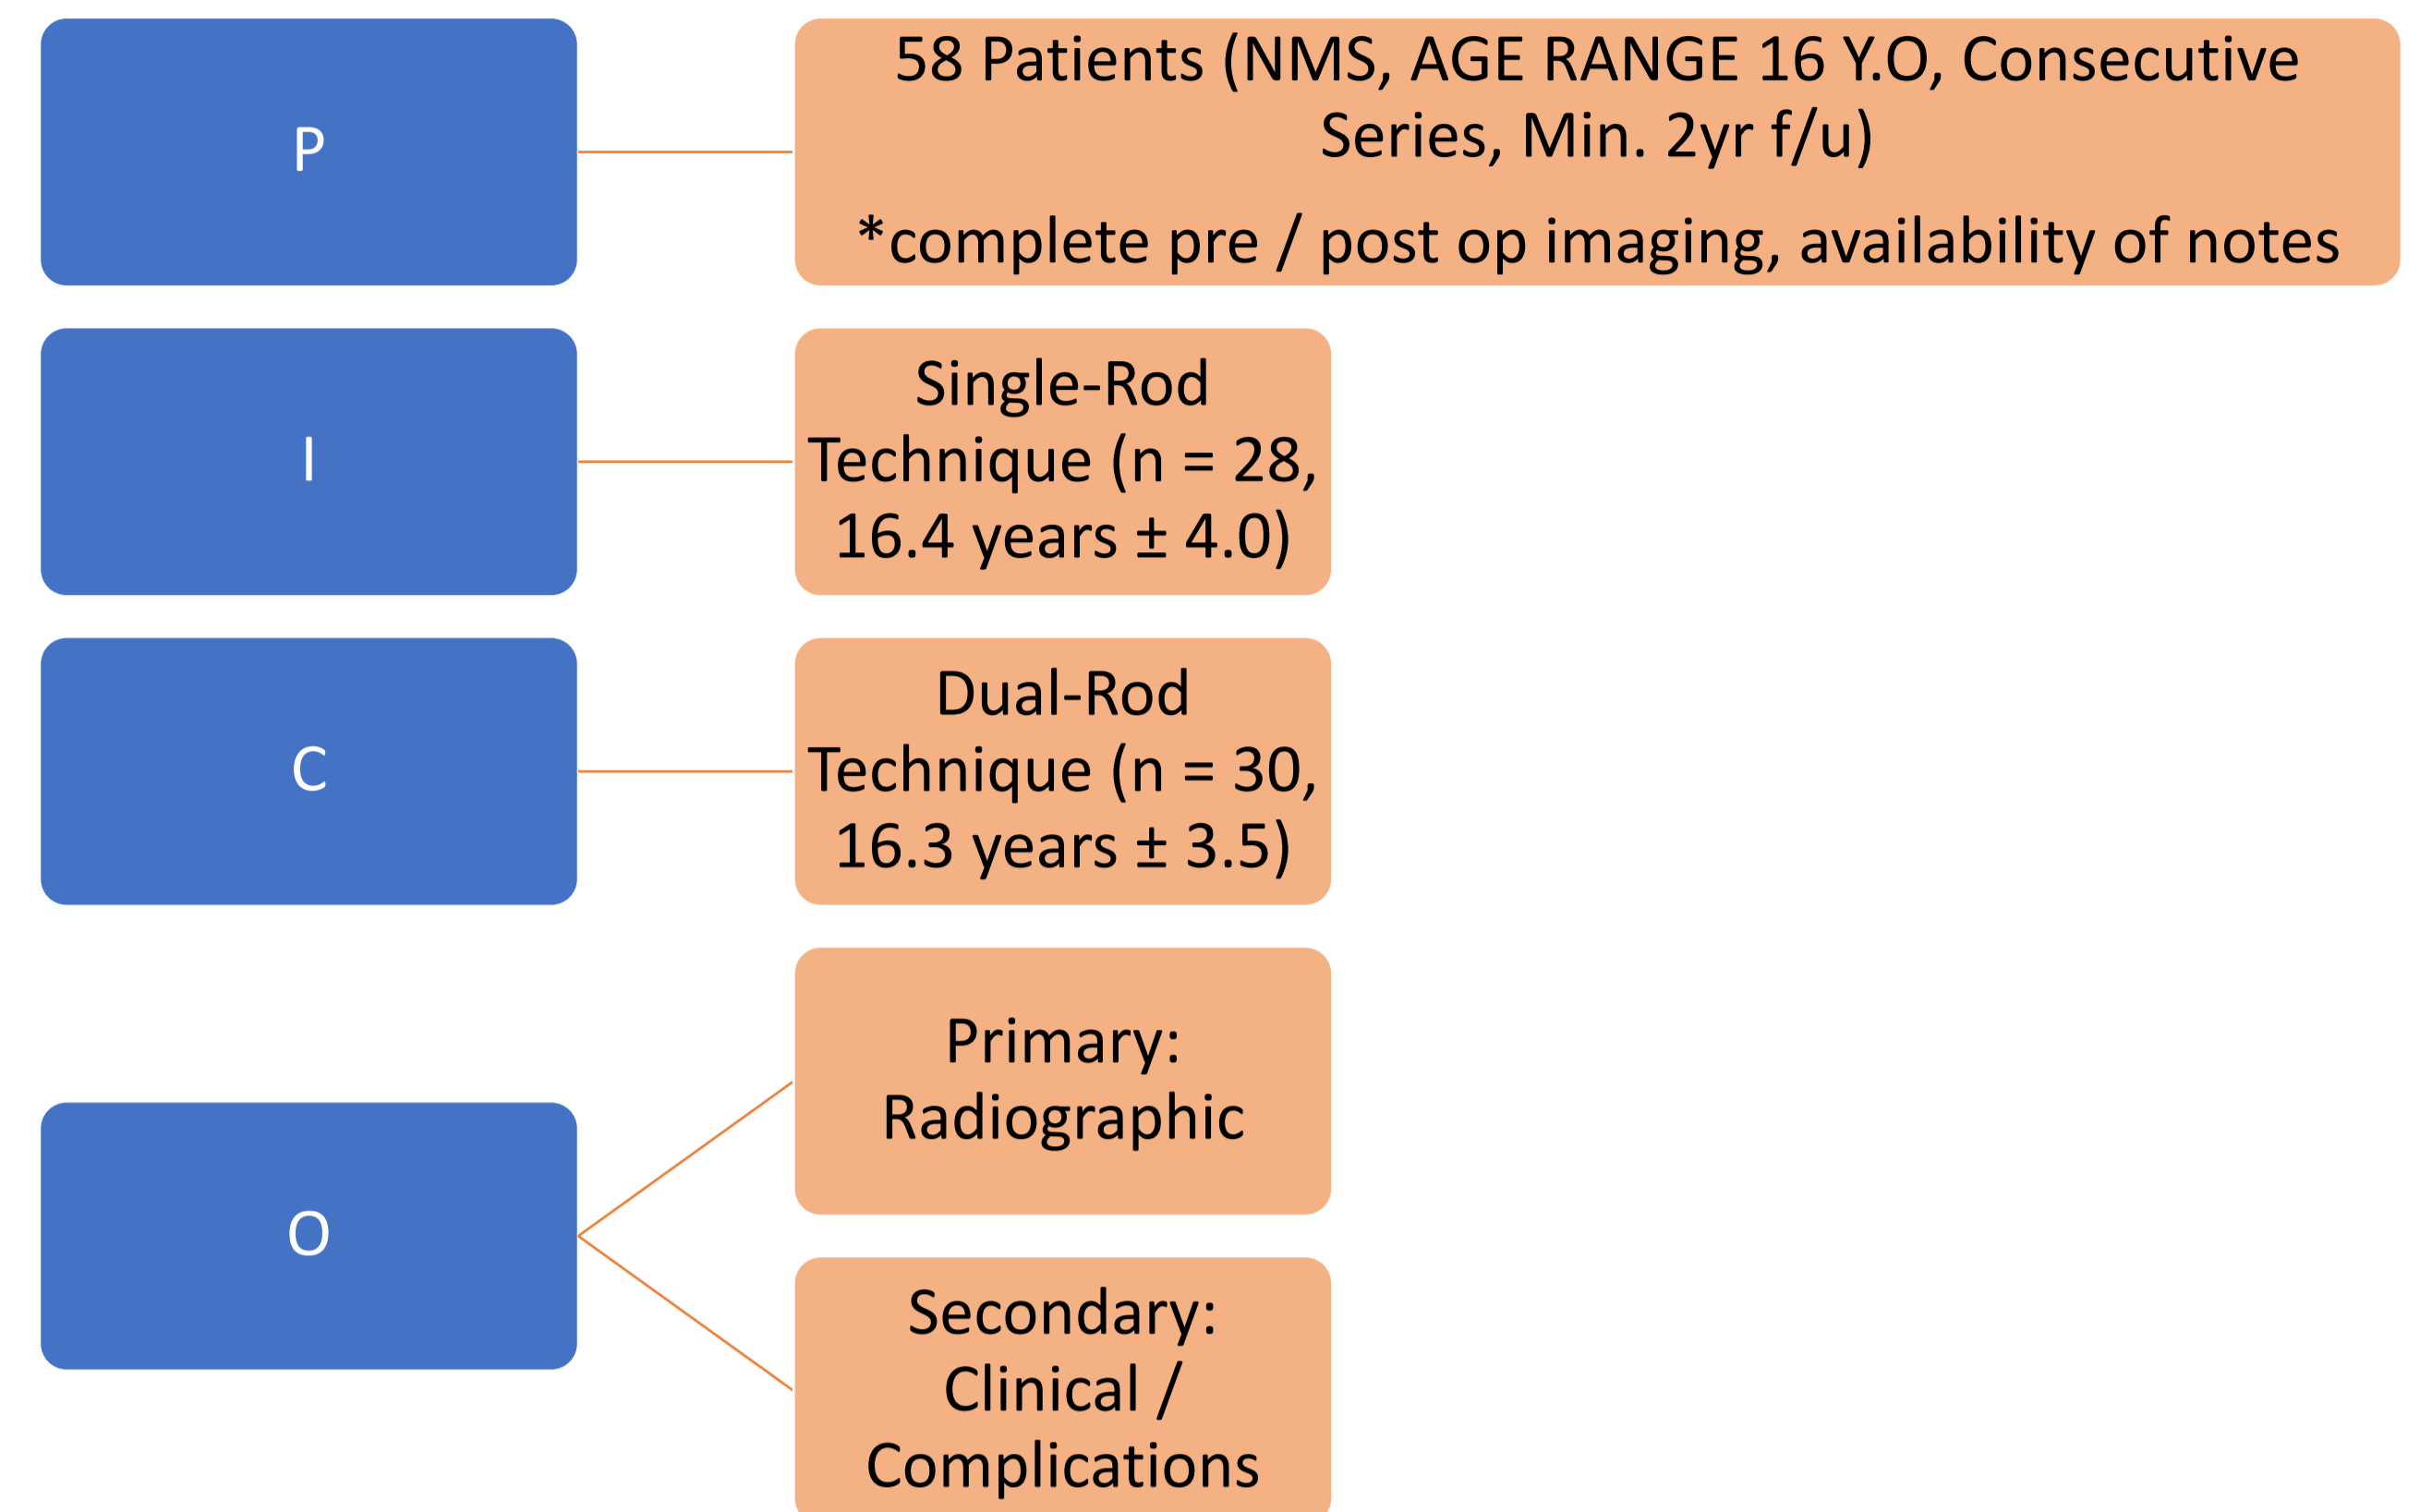 P
58 Patients (NMS, AGE RANGE 16 Y.O, Consecutive
Series, Min. 2yr f/u)
*complete pre / post op imaging, availability of notes
I
Single-Rod
Technique (n = 28,
16.4 years ± 4.0)
C
Dual-Rod
Technique (n = 30,
16.3 years ± 3.5)
O
Primary:
Radiographic
Secondary:
Clinical /
Complications